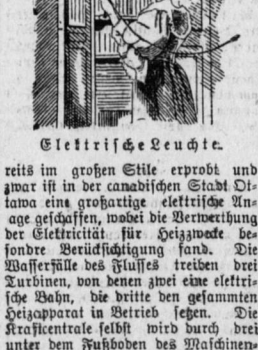 Elektrische Leuchte.
reits im großen Stile erprobt und
zwar ist in der canadischen Stadt Ot-
tawa eine großartige elektrische An-
age geschaffen, wobei die Verwerthung
der Elektricität für Heizzwecke be-
sondre Berücksichtigung fand. Die
Wasserfälle des Flusses treiben drei
Turbinen, von denen zwei eine elektri-
sche Bahn, die dritte den gesammten
Heizapparat in Betrieb setzen. Die
Kraftcentrale selbst wird durch drei
unter dem Fußboden des Maschinen-